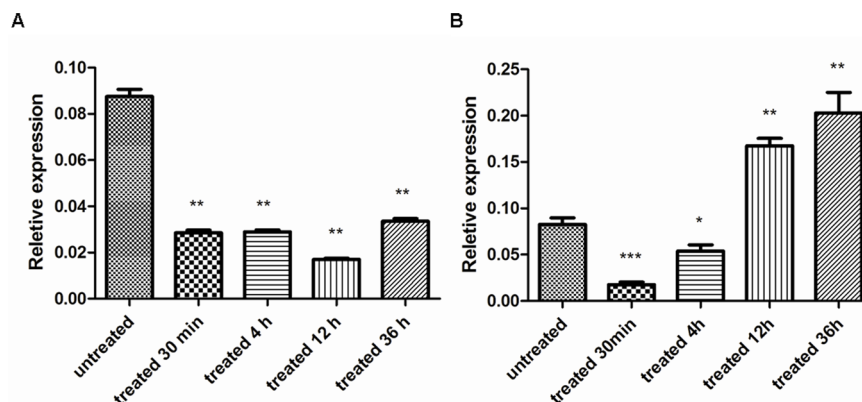 A
Reletive expression
0.10
0.08
0.06
0.04
0.02
0.00
**
**
**
**
untreated
treated 30 min
treated 4 h
treated 12 h
treated 36 h
B
Reletive expression
0.25
0.20
0.15
0.10
0.05
0.00
***
*
**
**
untreated
treated 30min
treated 4h
treated 12h
treated 36h